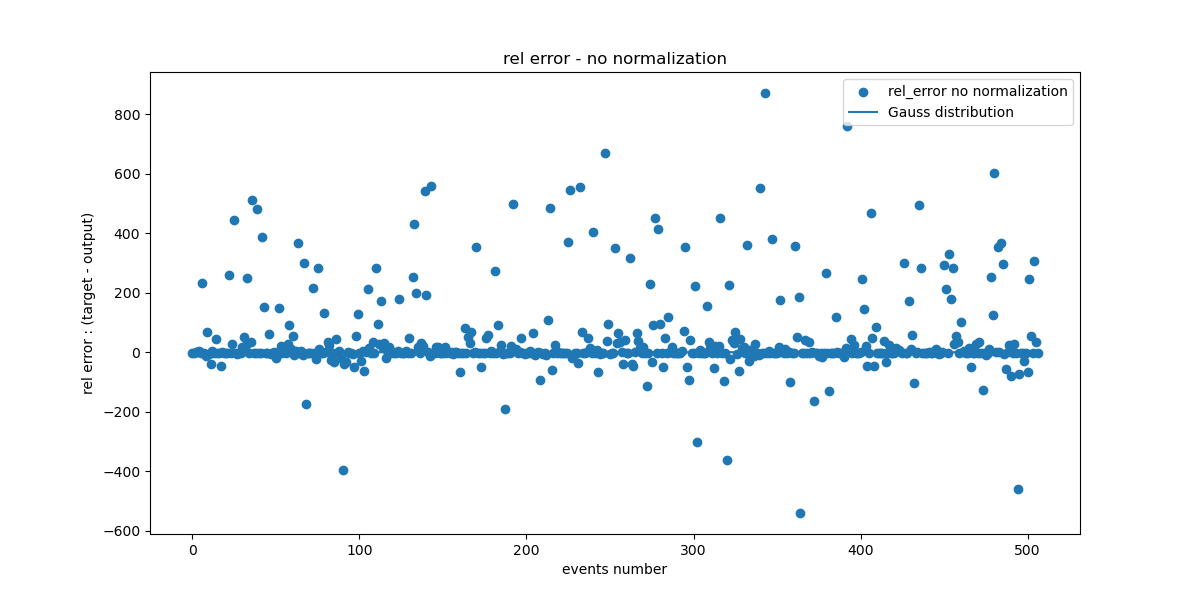 rel error - no normalization
rel_error no normalization
Gauss distribution
rel error : (target - output)
800
600
400
200
0
−200
−400
−600
0
100
200
300
400
500
events number